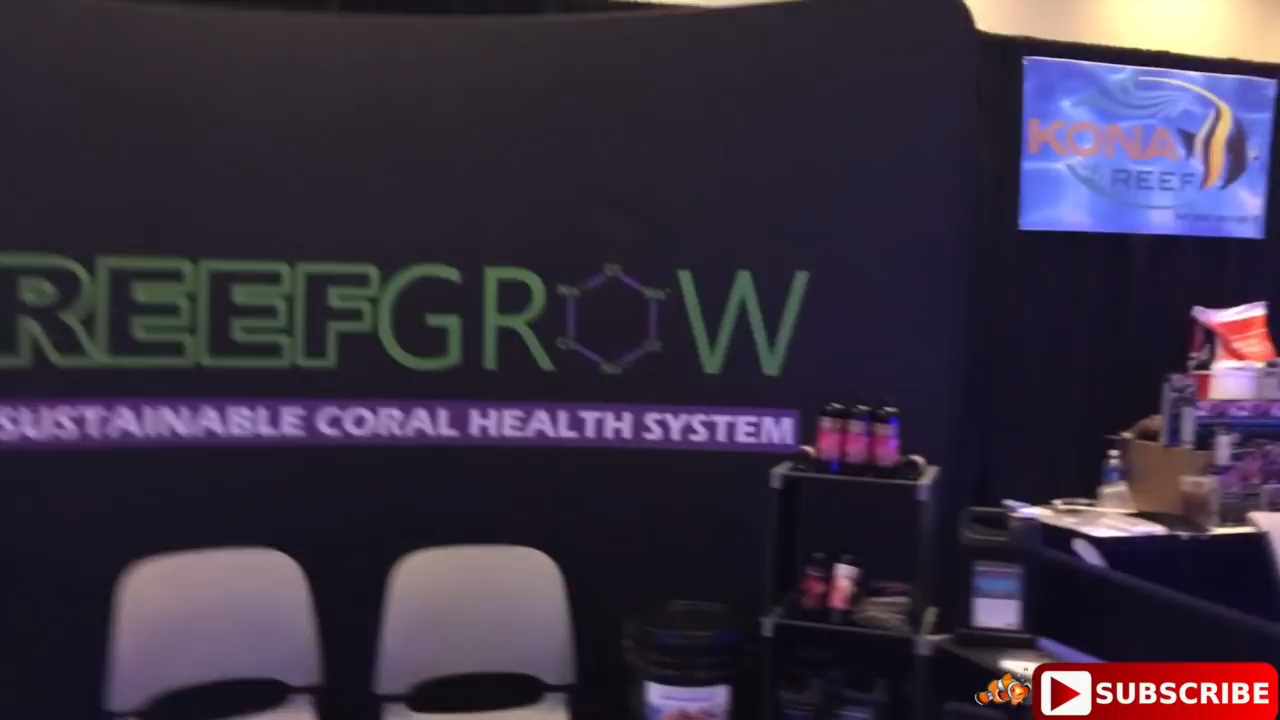 KONA
REEF
REEFGROW
SUSTAINABLE CORAL HEALTH SYSTEM
SUBSCRIBE